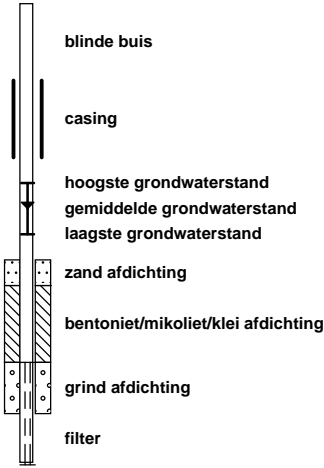 blinde buis
casing
hoogste grondwaterstand
gemiddelde grondwaterstand
laagste grondwaterstand
zand afdichting
bentoniet/mikoliet/klei afdichting
grind afdichting
filter